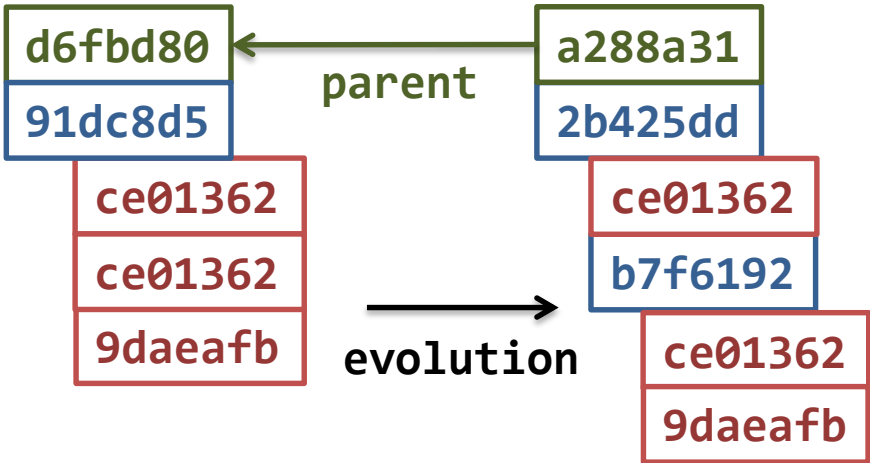 d6fbd80
91dc8d5
ce01362
ce01362
9daeafb
parent
evolution
a288a31
2b425dd
ce01362
b7f6192
ce01362
9daeafb